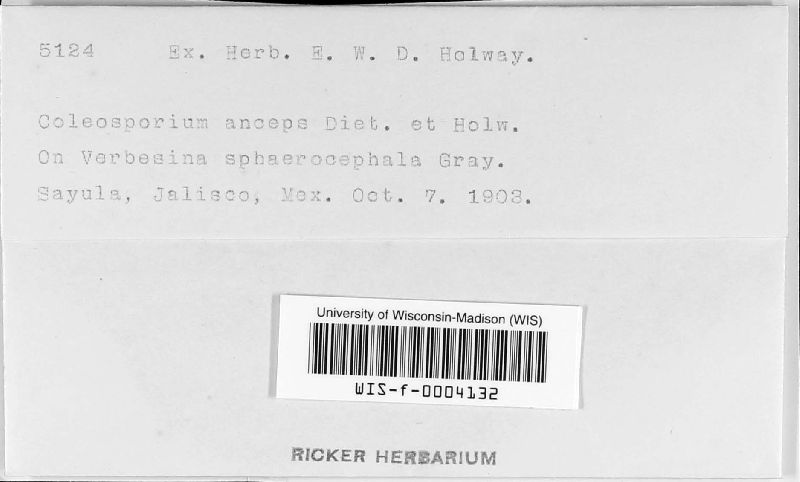 5124 Ex. Herb. E. W. D. Holway.
Coleosporium anceps Diet. et Holw.
On Verbesina sphaerocephala Gray.
Sayula, Jalisco, Mex. Oct. 7. 1903.
University of Wisconsin-Madison (WIS)
WIS-f-0004132
RICKER HERBARIUM